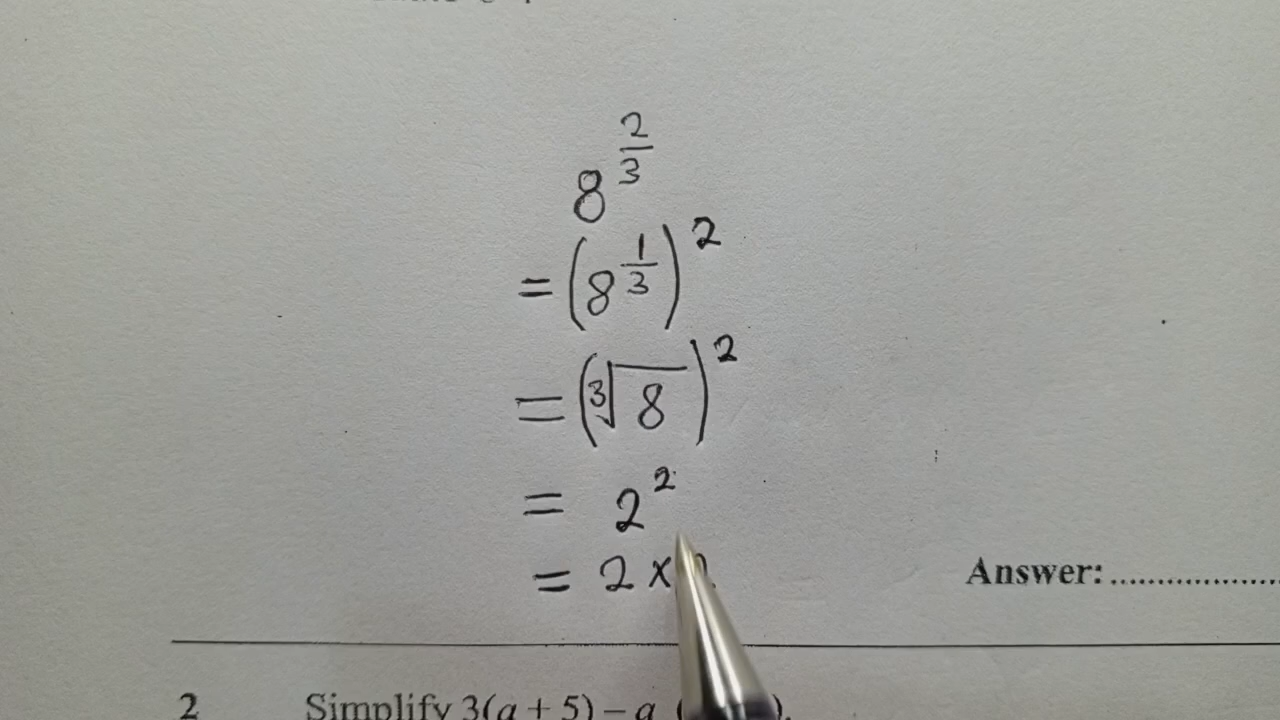 8^{2/3}
= (8^{1/3})^2
= (∛8)^2
= 2^2
= 2 ×
Answer:....................
2 Simplify 3(a + 5) – a (